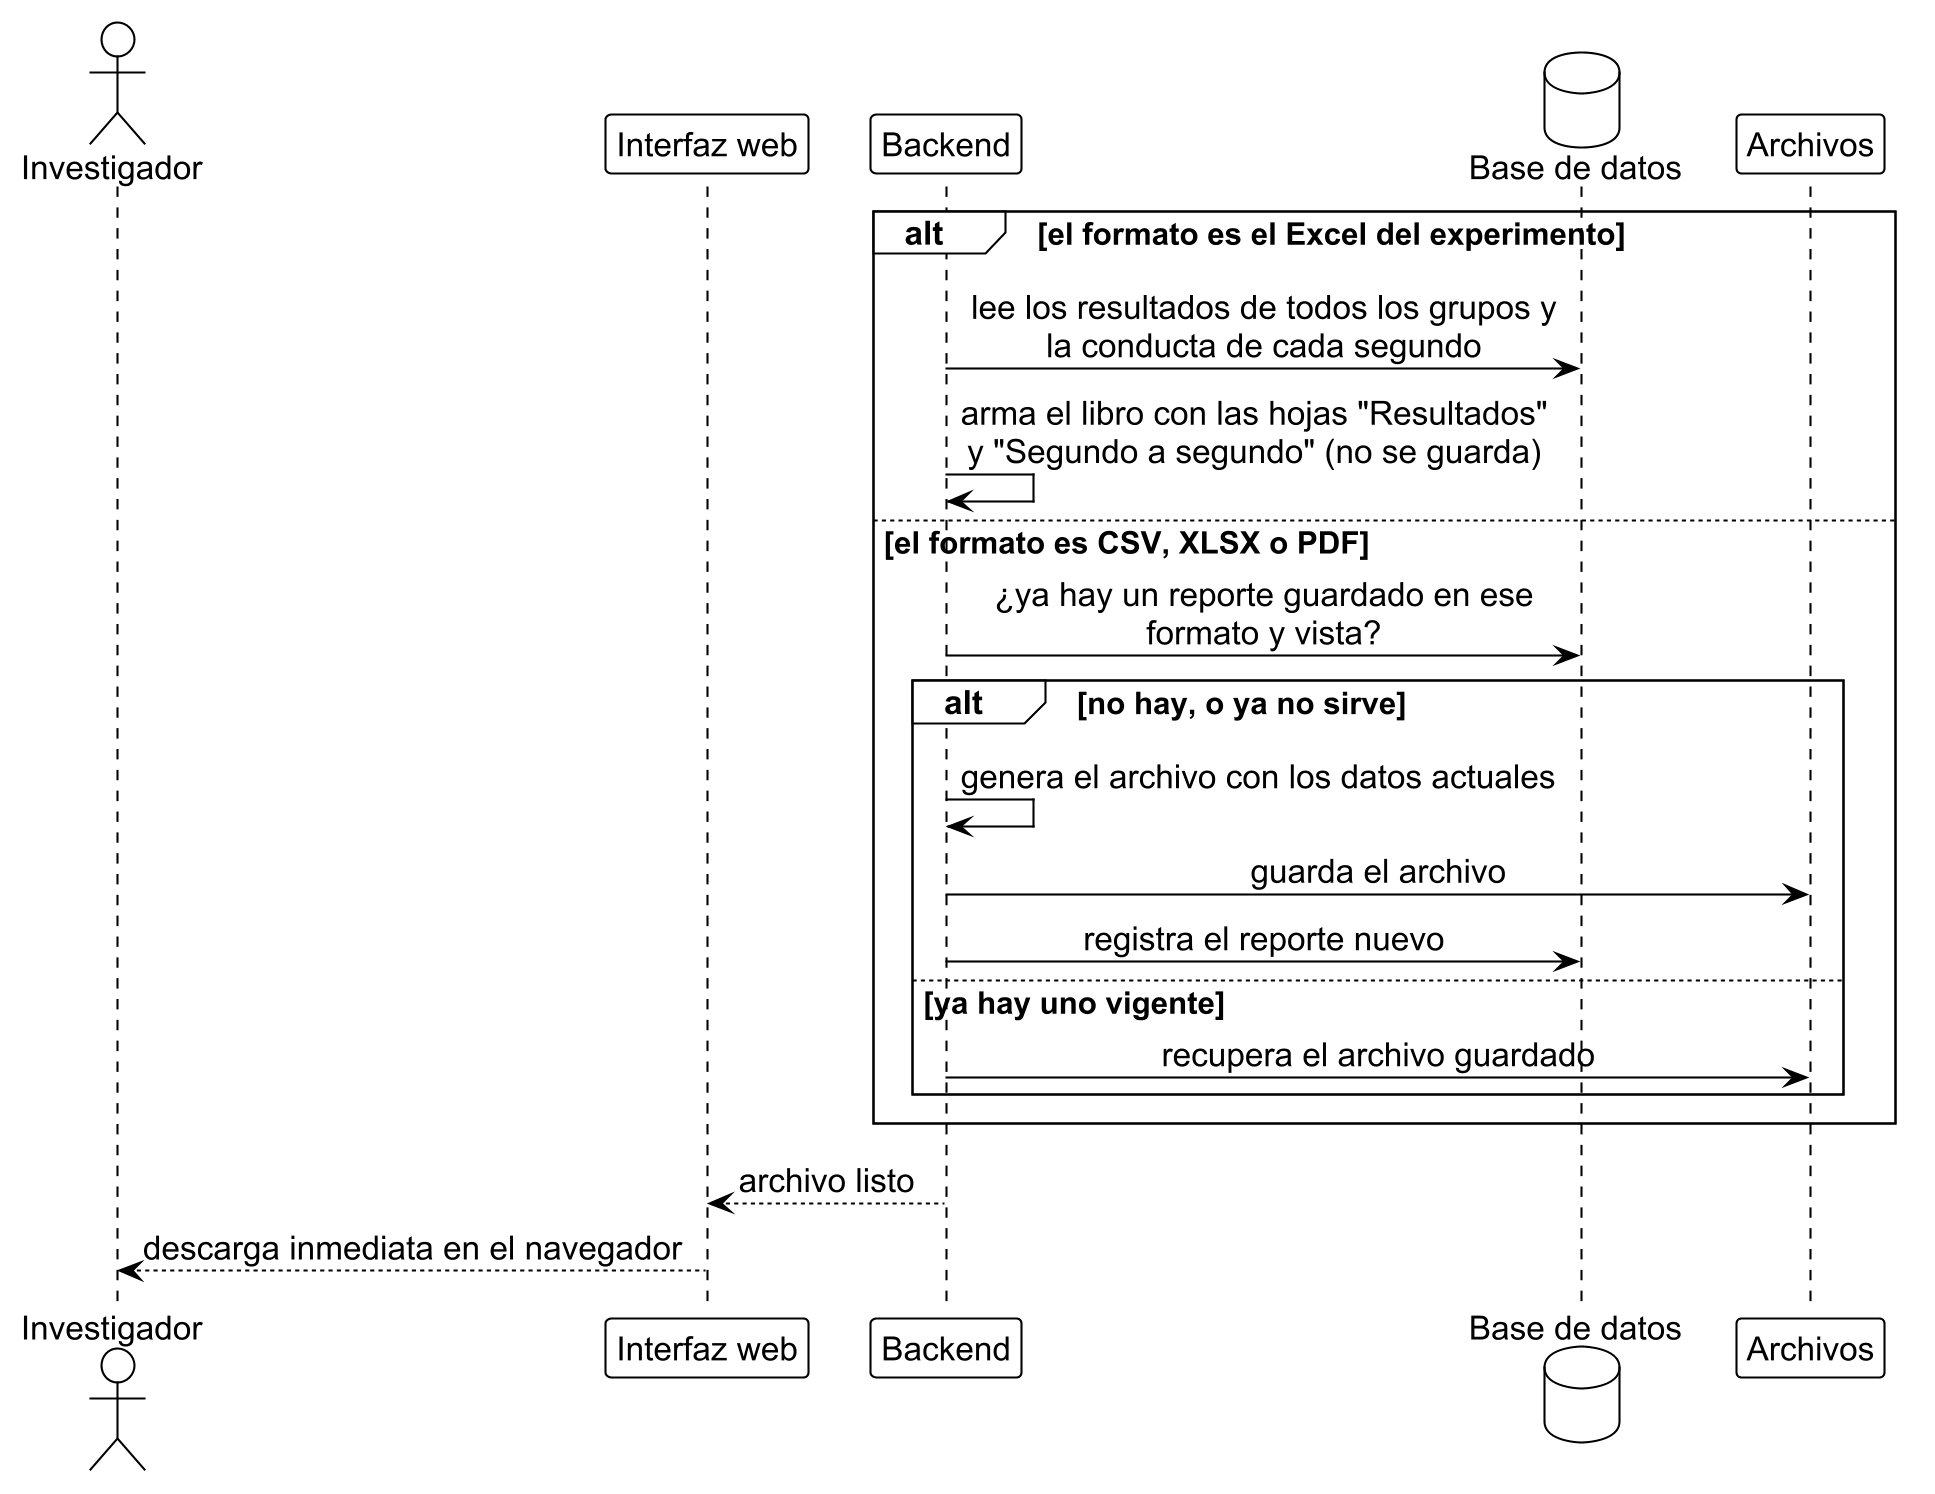 Investigador
Interfaz web
Backend
Base de datos
Archivos
alt
[el formato es el Excel del experimento]
lee los resultados de todos los grupos y
la conducta de cada segundo
arma el libro con las hojas "Resultados"
y "Segundo a segundo" (no se guarda)
[el formato es CSV, XLSX o PDF]
¿ya hay un reporte guardado en ese
formato y vista?
alt
[no hay, o ya no sirve]
genera el archivo con los datos actuales
guarda el archivo
registra el reporte nuevo
[ya hay uno vigente]
recupera el archivo guardado
archivo listo
descarga inmediata en el navegador
Investigador
Interfaz web
Backend
Base de datos
Archivos